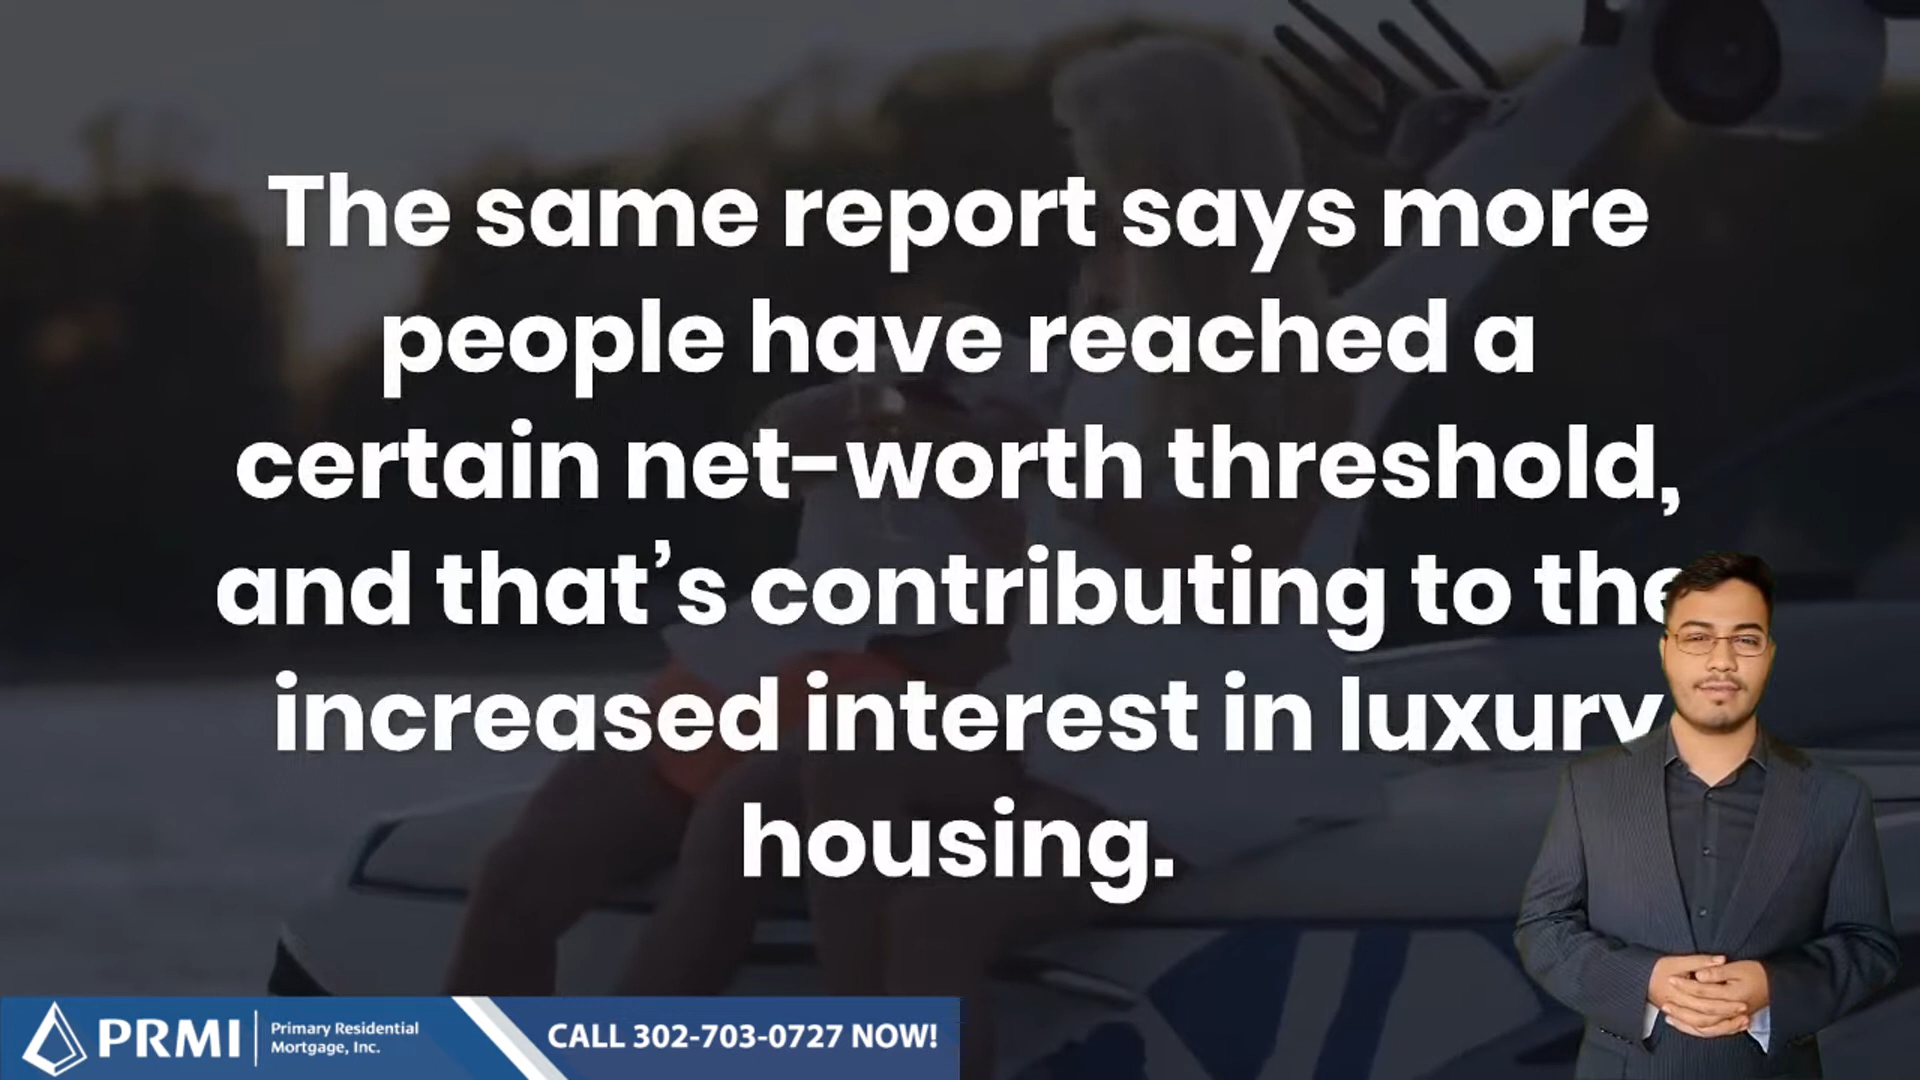 The same report says more
people have reached a
certain net-worth threshold,
and that's contributing to the
increased interest in luxury
housing.
PRMI
Primary Residential
Mortgage, Inc.
CALL 302-703-0727 NOW!